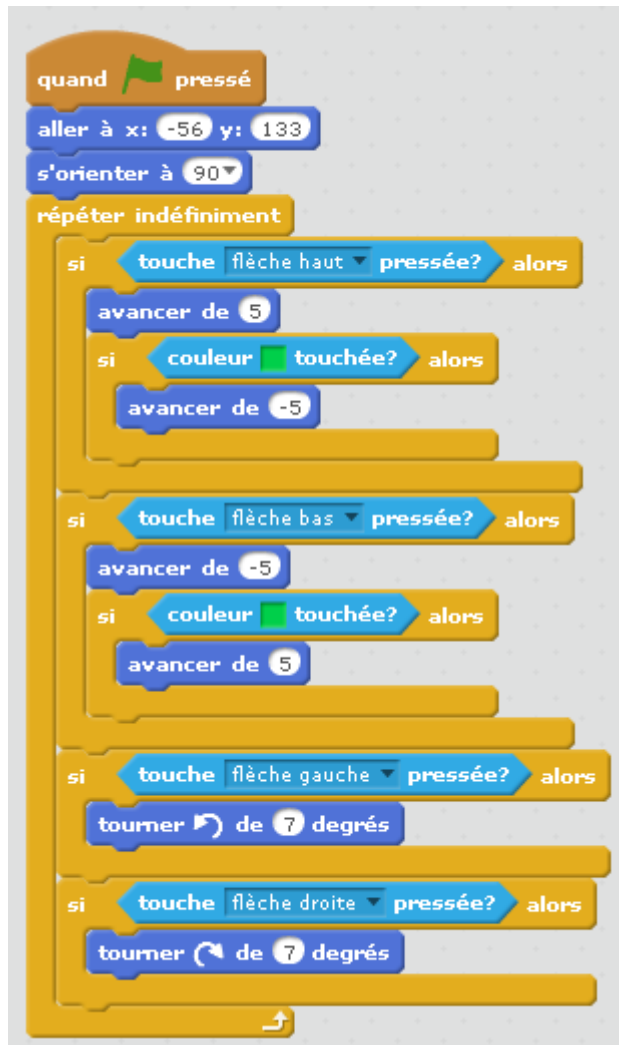 quand pressé
aller à x: -56 y: 133
s'orienter à 90
répéter indéfiniment
si touche flèche haut pressée? alors
avancer de 5
si couleur touchée? alors
avancer de -5
si touche flèche bas pressée? alors
avancer de -5
si couleur touchée? alors
avancer de 5
si touche flèche gauche pressée? alors
tourner de 7 degrés
si touche flèche droite pressée? alors
tourner de 7 degrés